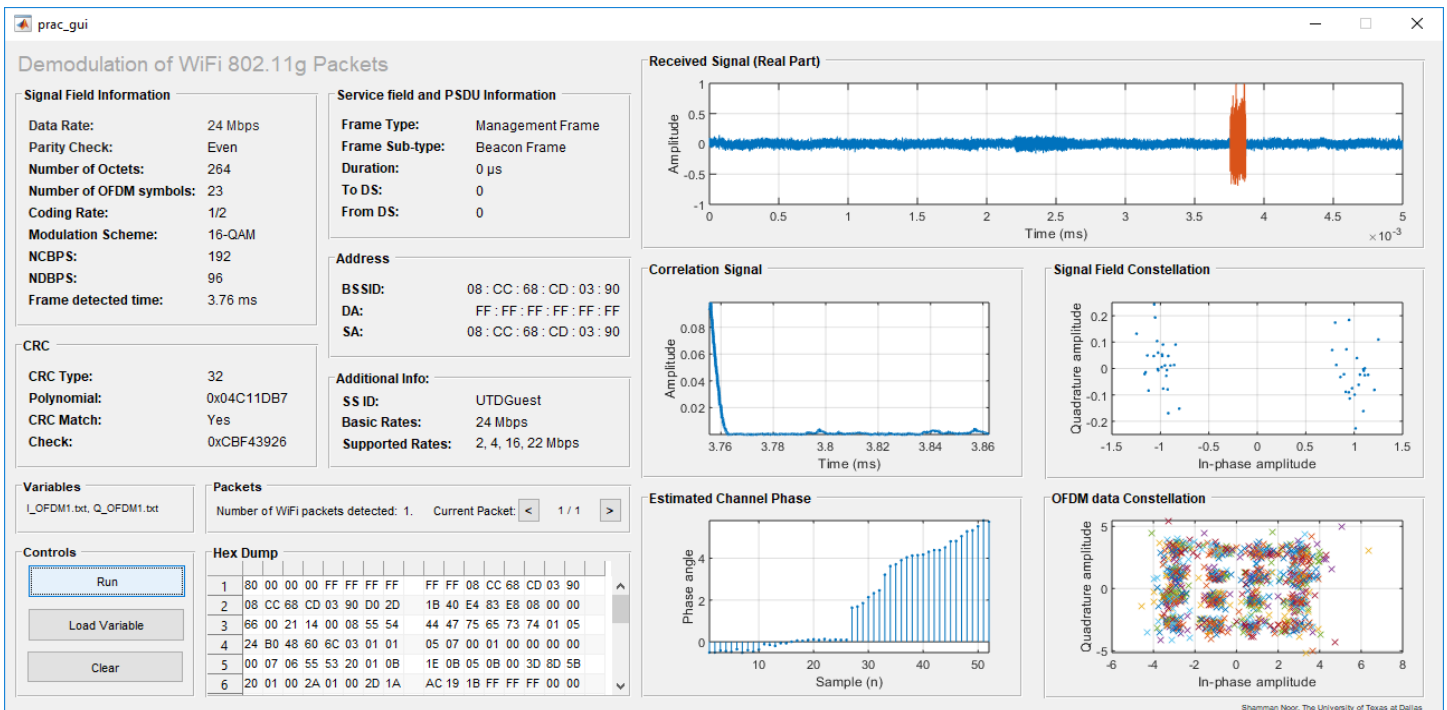 prac_gui
Demodulation of WiFi 802.11g Packets
Signal Field Information
Data Rate: 24 Mbps
Parity Check: Even
Number of Octets: 264
Number of OFDM symbols: 23
Coding Rate: 1/2
Modulation Scheme: 16-QAM
NCBPS: 192
NDBPS: 96
Frame detected time: 3.76 ms
CRC
CRC Type: 32
Polynomial: 0x04C11DB7
CRC Match: Yes
Check: 0xCBF43926
Service field and PSDU Information
Frame Type: Management Frame
Frame Sub-type: Beacon Frame
Duration: 0 µs
To DS: 0
From DS: 0
Address
BSSID: 08 : CC : 68 : CD : 03 : 90
DA: FF : FF : FF : FF : FF : FF
SA: 08 : CC : 68 : CD : 03 : 90
Additional Info:
SS ID: UTDGuest
Basic Rates: 24 Mbps
Supported Rates: 2, 4, 16, 22 Mbps
Variables
I_OFDM1.txt, Q_OFDM1.txt
Packets
Number of WiFi packets detected: 1. Current Packet: < 1 / 1 >
Controls
Run
Load Variable
Clear
Hex Dump
1 80 00 00 00 FF FF FF FF FF FF 08 CC 68 CD 03 90
2 08 CC 68 CD 03 90 D0 2D 1B 40 E4 83 E8 08 00 00
3 66 00 21 14 00 08 55 54 44 47 75 65 73 74 01 05
4 24 B0 48 60 6C 03 01 01 05 07 00 01 00 00 00 00
5 00 07 06 55 53 20 01 0B 1E 0B 05 0B 00 3D 8D 5B
6 20 01 00 2A 01 00 2D 1A AC 19 1B FF FF FF 00 00
Received Signal (Real Part)
Amplitude
1
0.5
0
-0.5
-1
0 0.5 1 1.5 2 2.5 3 3.5 4 4.5 5
Time (ms)
×10-3
Correlation Signal
Amplitude
0.08
0.06
0.04
0.02
3.76 3.78 3.8 3.82 3.84 3.86
Time (ms)
Signal Field Constellation
Quadrature amplitude
0.2
0.1
0
-0.1
-0.2
-1.5 -1 -0.5 0 0.5 1 1.5
In-phase amplitude
Estimated Channel Phase
Phase angle
4
2
0
10 20 30 40 50
Sample (n)
OFDM data Constellation
Quadrature amplitude
5
0
-5
-6 -4 -2 0 2 4 6 8
In-phase amplitude
Shamman Noor, The University of Texas at Dallas